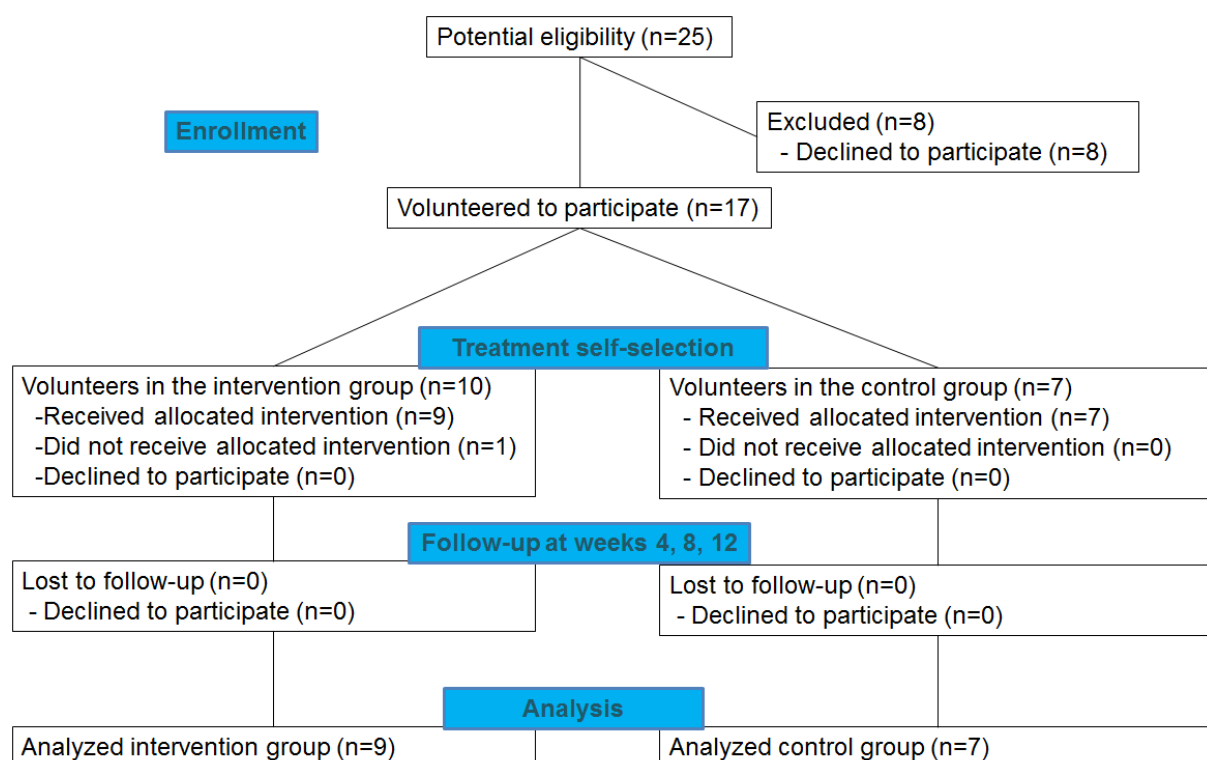 Potential eligibility (n=25)
Enrollment
Excluded (n=8)
- Declined to participate (n=8)
Volunteered to participate (n=17)
Treatment self-selection
Volunteers in the intervention group (n=10)
-Received allocated intervention (n=9)
-Did not receive allocated intervention (n=1)
-Declined to participate (n=0)
Volunteers in the control group (n=7)
- Received allocated intervention (n=7)
- Did not receive allocated intervention (n=0)
- Declined to participate (n=0)
Follow-up at weeks 4, 8, 12
Lost to follow-up (n=0)
- Declined to participate (n=0)
Lost to follow-up (n=0)
- Declined to participate (n=0)
Analysis
Analyzed intervention group (n=9)
Analyzed control group (n=7)